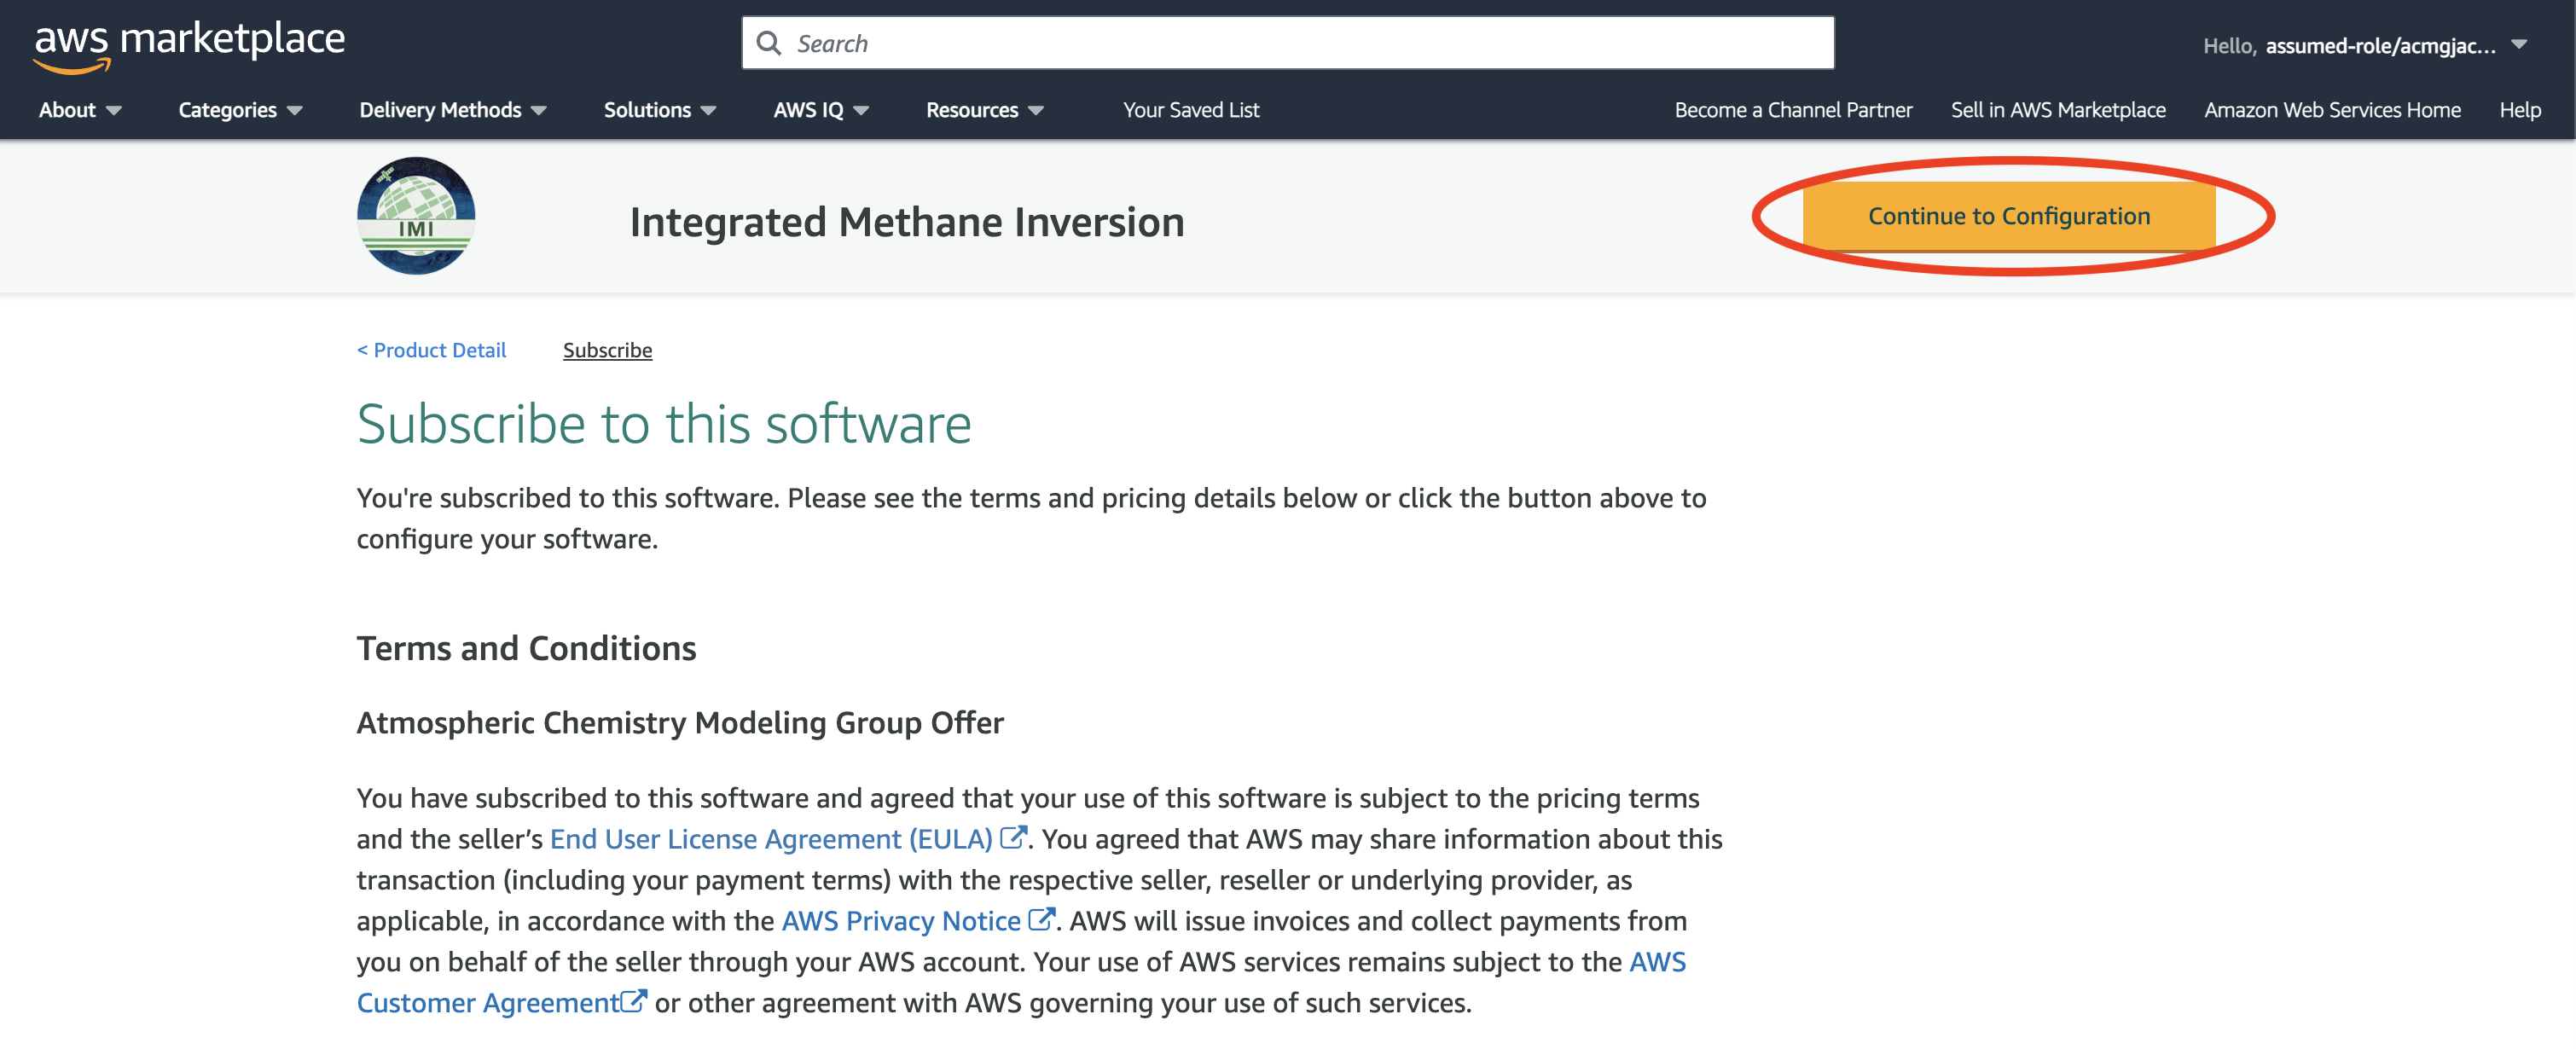 aws marketplace
Search
Hello, assumed-role/acmgjac...
About
Categories
Delivery Methods
Solutions
AWS IQ
Resources
Your Saved List
Become a Channel Partner
Sell in AWS Marketplace
Amazon Web Services Home
Help
IMI
Integrated Methane Inversion
Continue to Configuration
< Product Detail
Subscribe
Subscribe to this software
You're subscribed to this software. Please see the terms and pricing details below or click the button above to
configure your software.
Terms and Conditions
Atmospheric Chemistry Modeling Group Offer
You have subscribed to this software and agreed that your use of this software is subject to the pricing terms
and the seller’s End User License Agreement (EULA). You agreed that AWS may share information about this
transaction (including your payment terms) with the respective seller, reseller or underlying provider, as
applicable, in accordance with the AWS Privacy Notice. AWS will issue invoices and collect payments from
you on behalf of the seller through your AWS account. Your use of AWS services remains subject to the AWS
Customer Agreement or other agreement with AWS governing your use of such services.